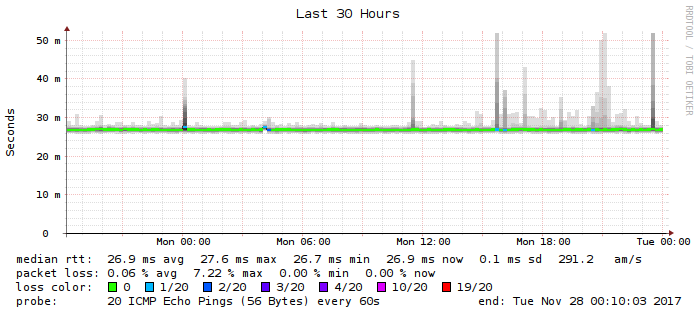 Last 30 Hours
RRDTOOL / TOBI OETIKER
Seconds
50 m
40 m
30 m
20 m
10 m
0
Mon 00:00 Mon 06:00 Mon 12:00 Mon 18:00 Tue 00:00
median rtt: 26.9 ms avg 27.6 ms max 26.7 ms min 26.9 ms now 0.1 ms sd 291.2 am/s
packet loss: 0.06 % avg 7.22 % max 0.00 % min 0.00 % now
loss color: 0 1/20 2/20 3/20 4/20 10/20 19/20
probe: 20 ICMP Echo Pings (56 Bytes) every 60s end: Tue Nov 28 00:10:03 2017